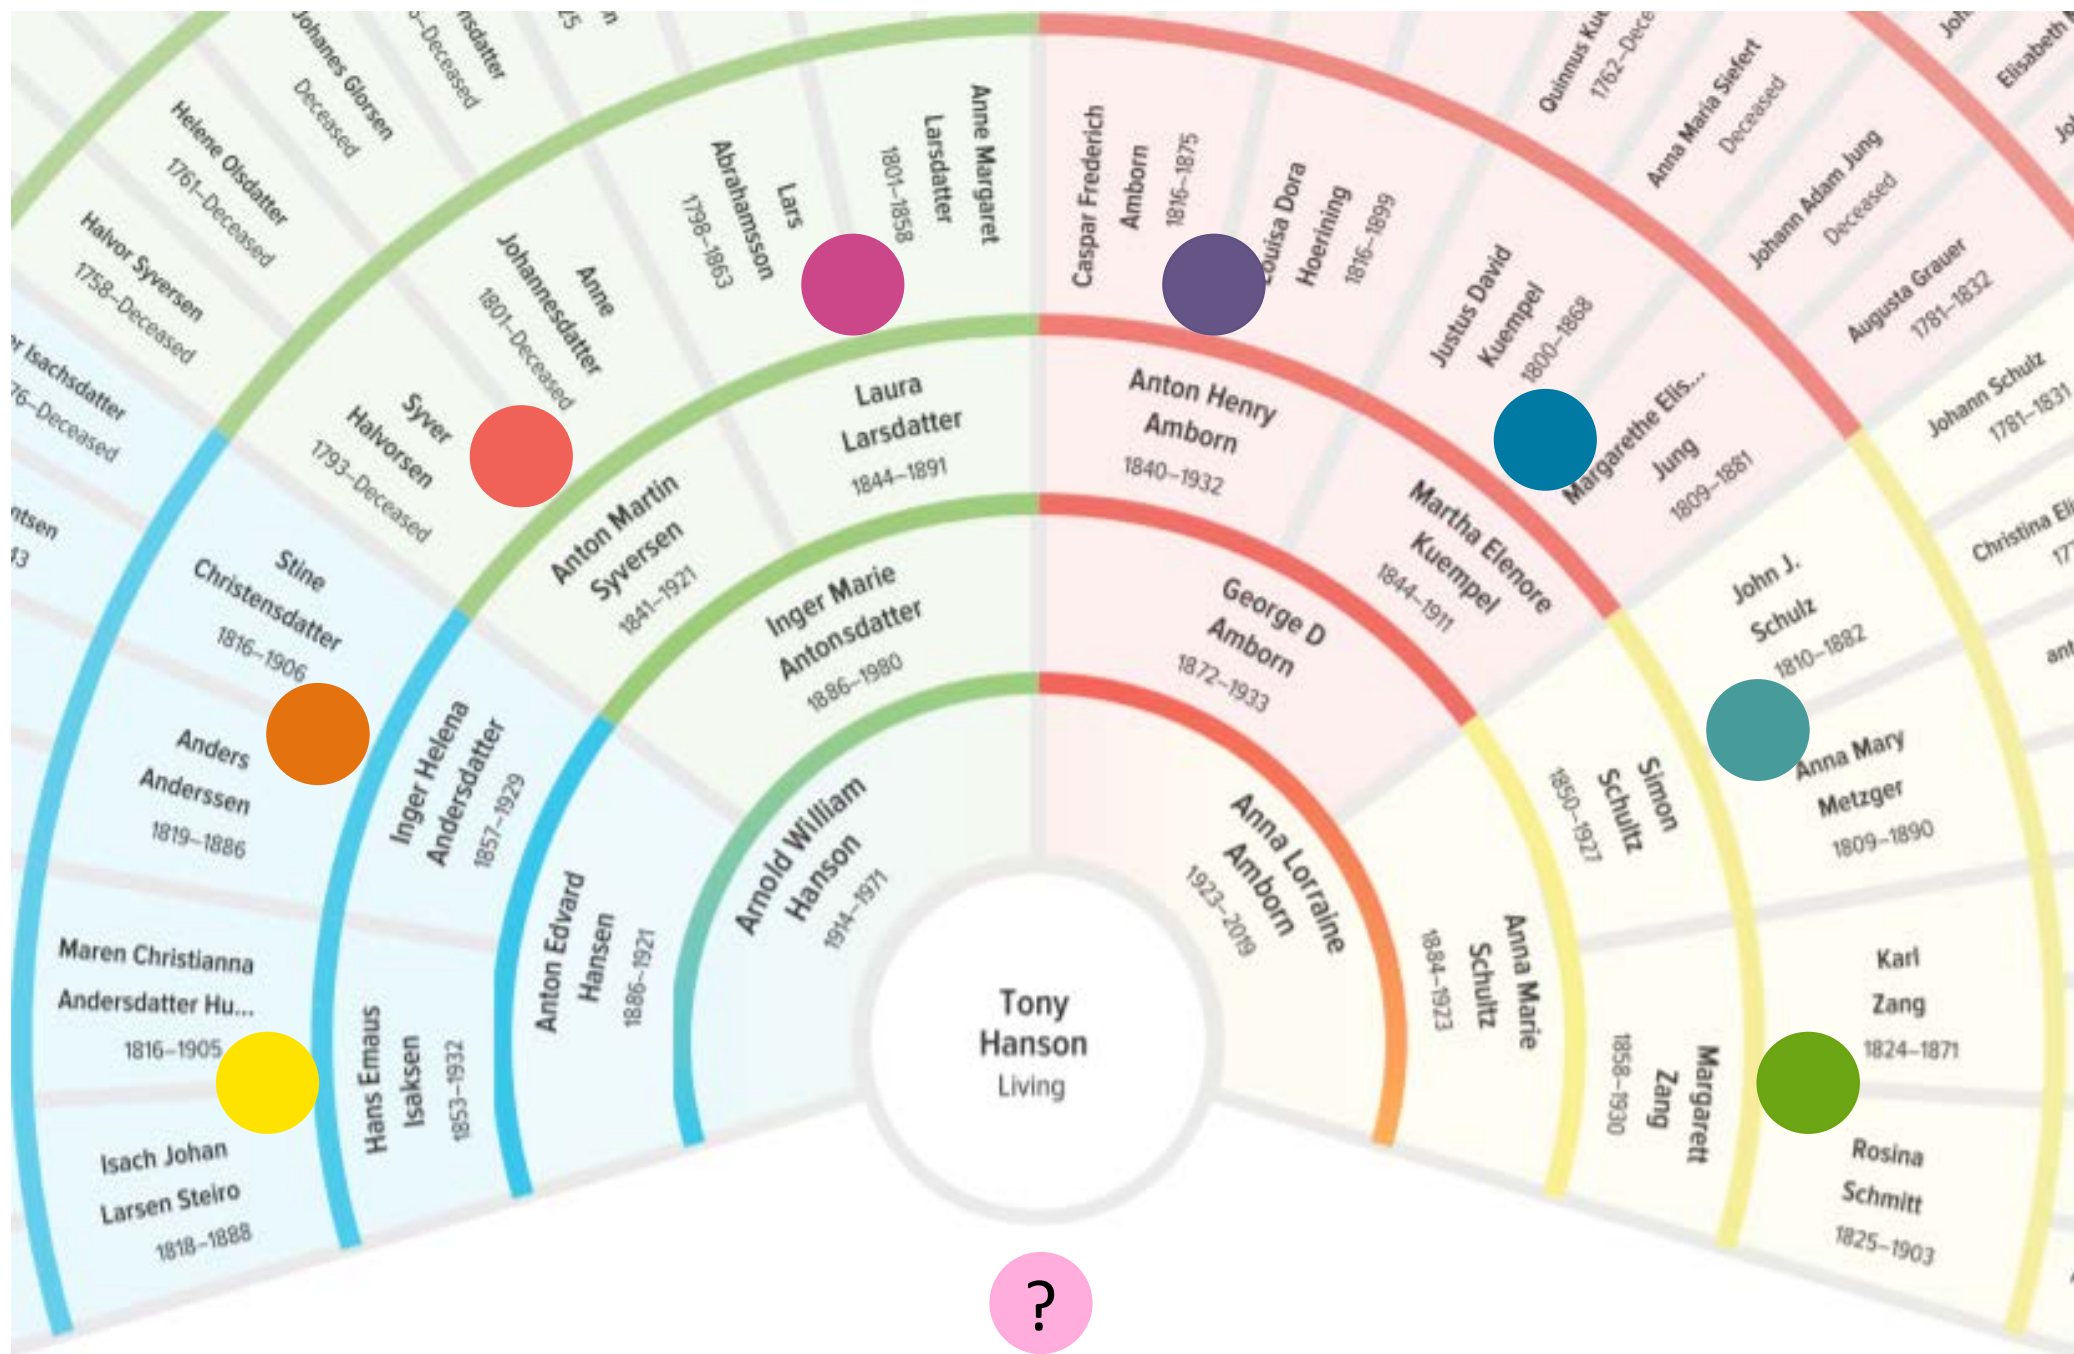 Johanes Glorsen
Deceased
Helene Olsdatter
1761–Deceased
Halvor Syversen
1758–Deceased
Isachsdatter
Stine
Christensdatter
1816–1906
Anders
Anderssen
1819–1886
Maren Christianna
Andersdatter Hu...
1816–1905
Isach Johan
Larsen Steiro
1818–1888
Syver
Halvorsen
1793–Deceased
Anne
Johannesdatter
1801–Deceased
Lars
Abrahamsson
1798–1863
Anne Margaret
Larsdatter
1801–1858
Caspar Frederich
Amborn
1816–1875
Louisa Dora
Hoerining
1816–1899
Justus David
Kuempel
1800–1868
Margarethe Elis...
Jung
1809–1881
John J.
Schulz
1810–1882
Anna Mary
Metzger
1809–1890
Karl
Zang
1824–1871
Rosina
Schmitt
1825–1903
Quinnus
Anna Maria Siefert
Deceased
Johann Adam Jung
Deceased
Augusta Grauer
1781–1832
Johann Schulz
1781–1831
Christina
Elisabeth
Hans Emaus
Isaksen
1853–1932
Inger Helena
Andersdatter
1857–1929
Anton Martin
Syversen
1841–1921
Laura
Larsdatter
1844–1891
Anton Henry
Amborn
1840–1932
Martha Elenore
Kuempel
1844–1911
Simon
Schultz
1850–1927
Margarett
Zang
1858–1930
Anton Edvard
Hansen
1886–1921
Inger Marie
Antonsdatter
1886–1980
George D
Amborn
1872–1933
Anna Marie
Schultz
1884–1923
Arnold William
Hanson
1914–1971
Anna Lorraine
Amborn
1923–2019
Tony
Hanson
Living
?